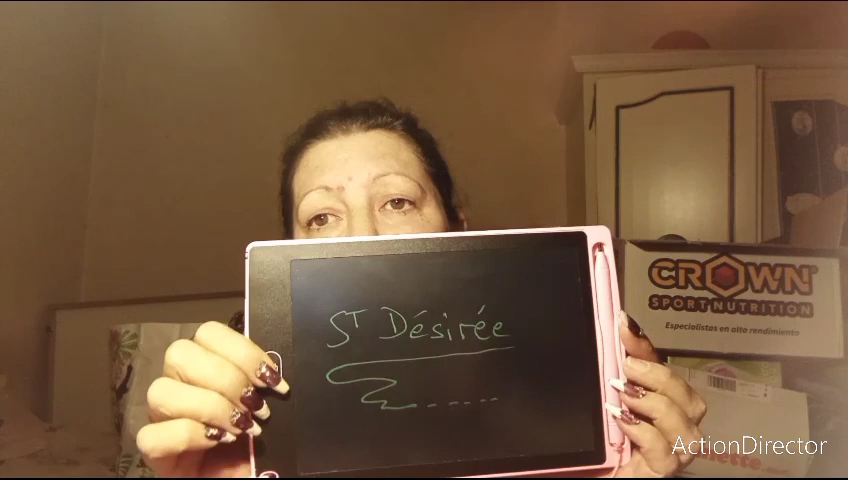 Sᵀ Désirée
CROWN
SPORT NUTRITION
Especialistas en alto rendimiento
ActionDirector